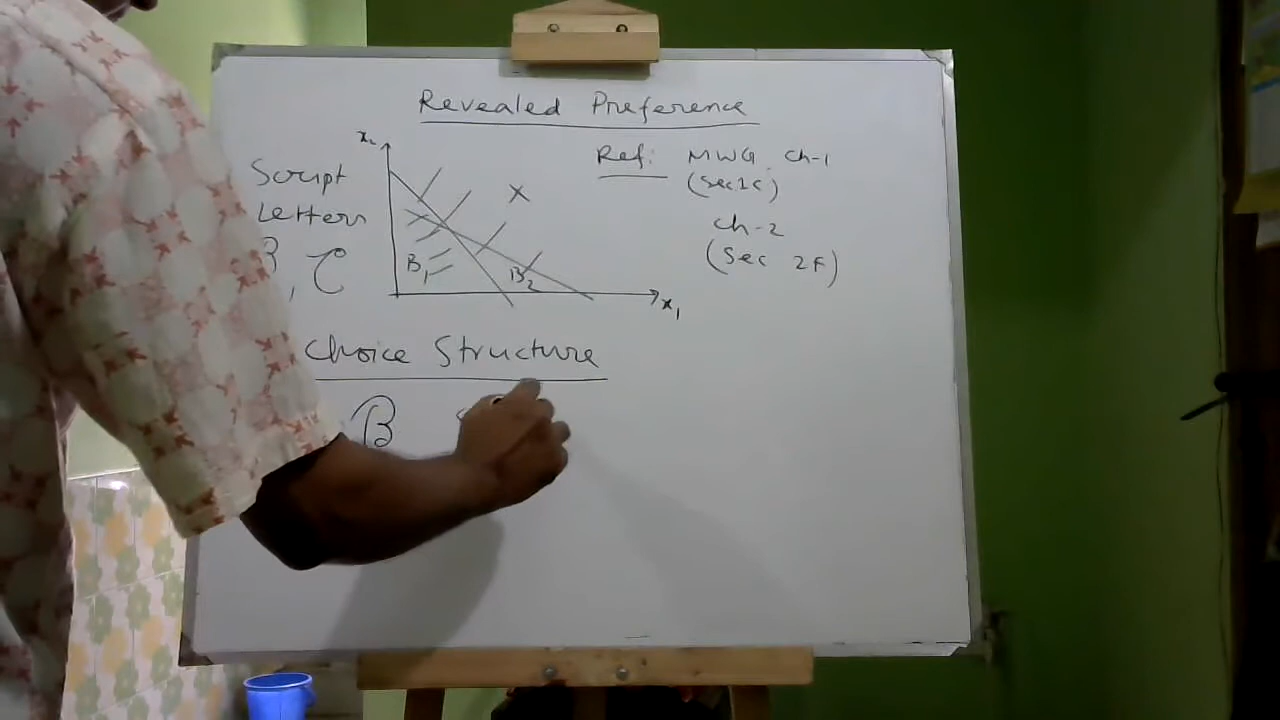 Revealed Preference
Ref: MWG Ch-1
(Sec 1C)
Ch-2
(Sec 2F)
Script
Letters
B, C
x2
X
B1
B2
x1
Choice Structure
B